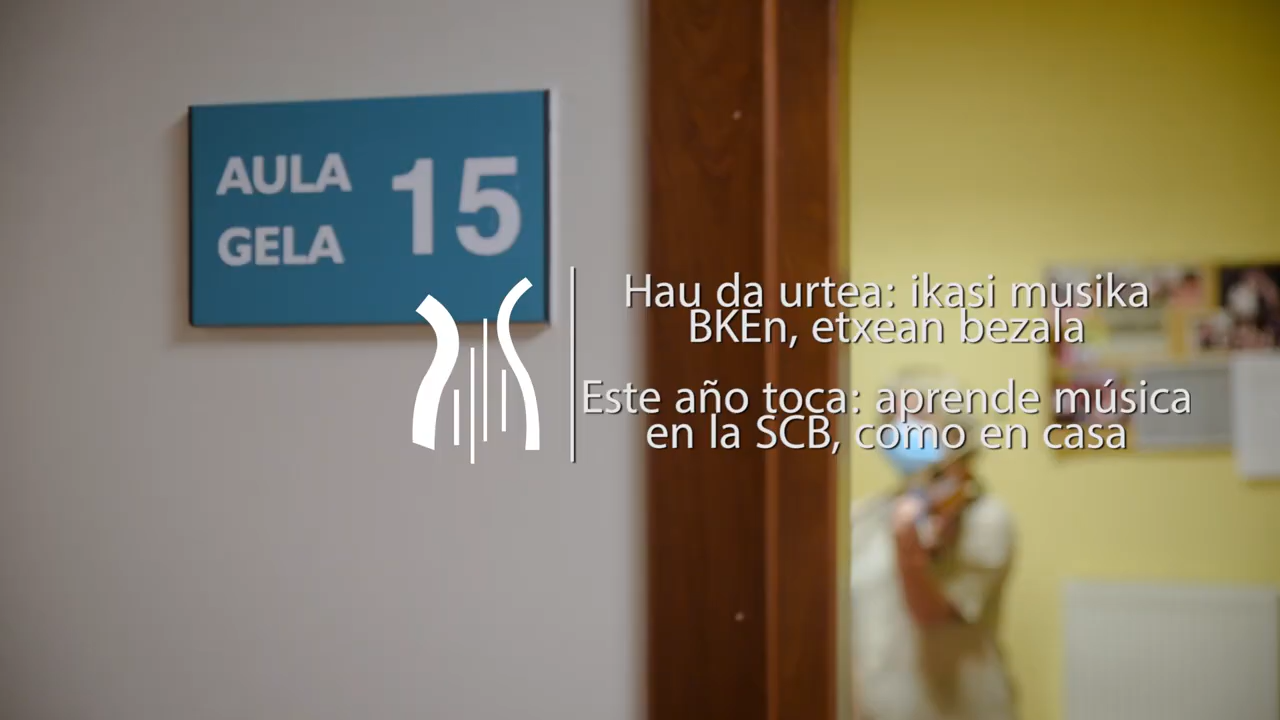 AULA
GELA
15
Hau da urtea: ikasi musika
BKEn, etxean bezala
Este año toca: aprende música
en la SCB, como en casa